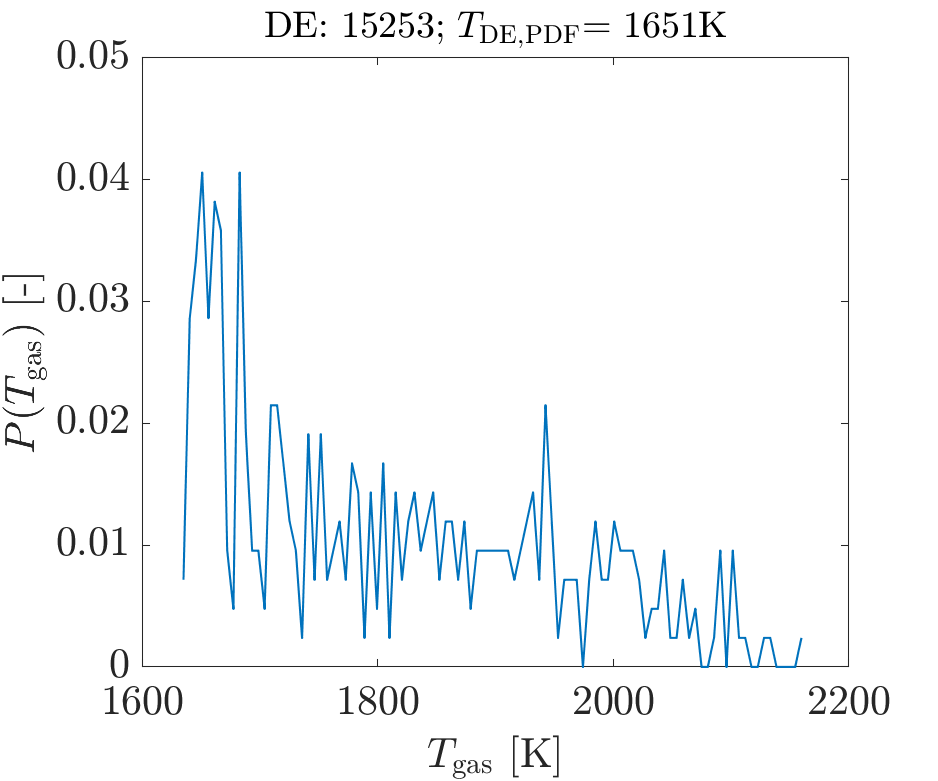 DE: 15253; T_DE,PDF= 1651K
0.05
0.04
0.03
0.02
0.01
0
P(T_gas) [-]
1600 1800 2000 2200
T_gas [K]